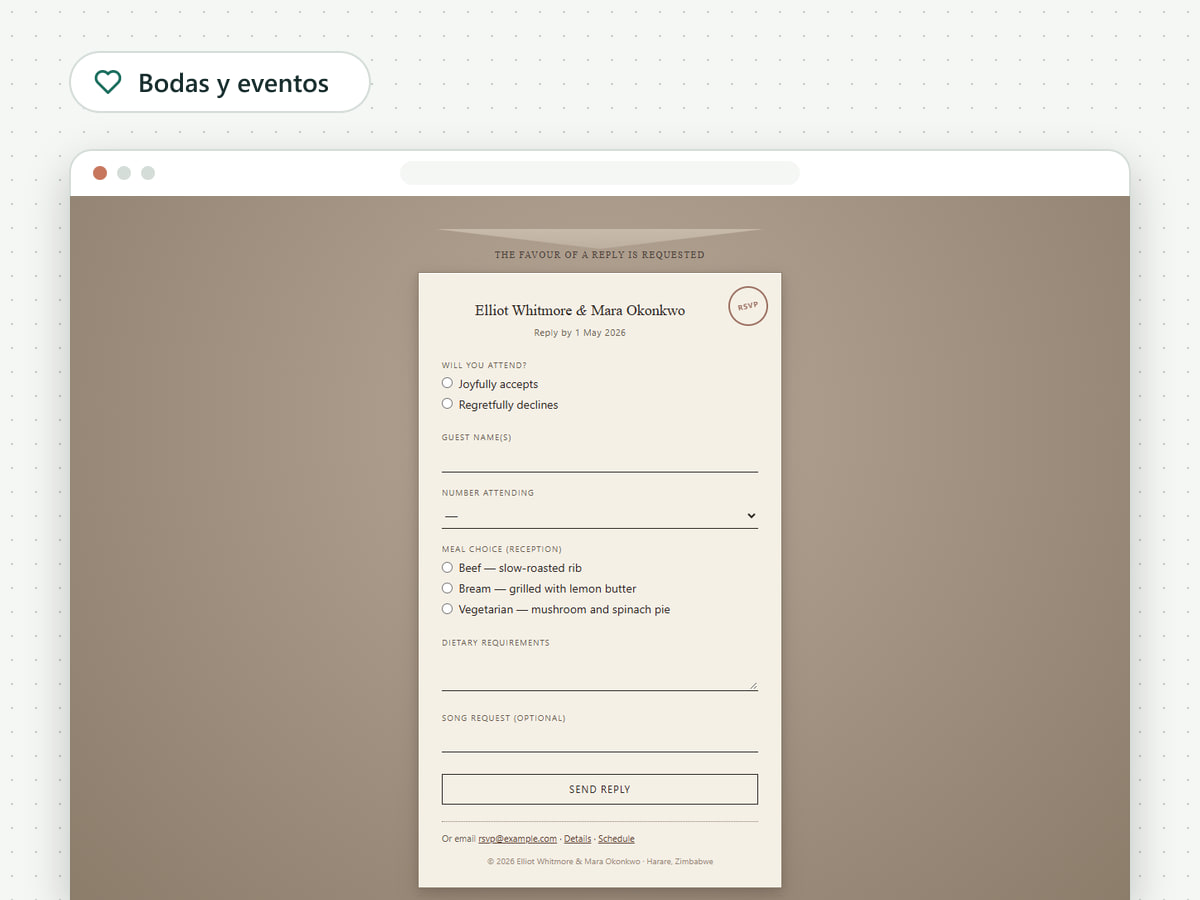 Bodas y eventos
THE FAVOUR OF A REPLY IS REQUESTED
RSVP
Elliot Whitmore & Mara Okonkwo
Reply by 1 May 2026
WILL YOU ATTEND?
Joyfully accepts
Regretfully declines
GUEST NAME(S)
NUMBER ATTENDING
—
MEAL CHOICE (RECEPTION)
Beef — slow-roasted rib
Bream — grilled with lemon butter
Vegetarian — mushroom and spinach pie
DIETARY REQUIREMENTS
SONG REQUEST (OPTIONAL)
SEND REPLY
Or email rsvp@example.com · Details · Schedule
© 2026 Elliot Whitmore & Mara Okonkwo · Harare, Zimbabwe